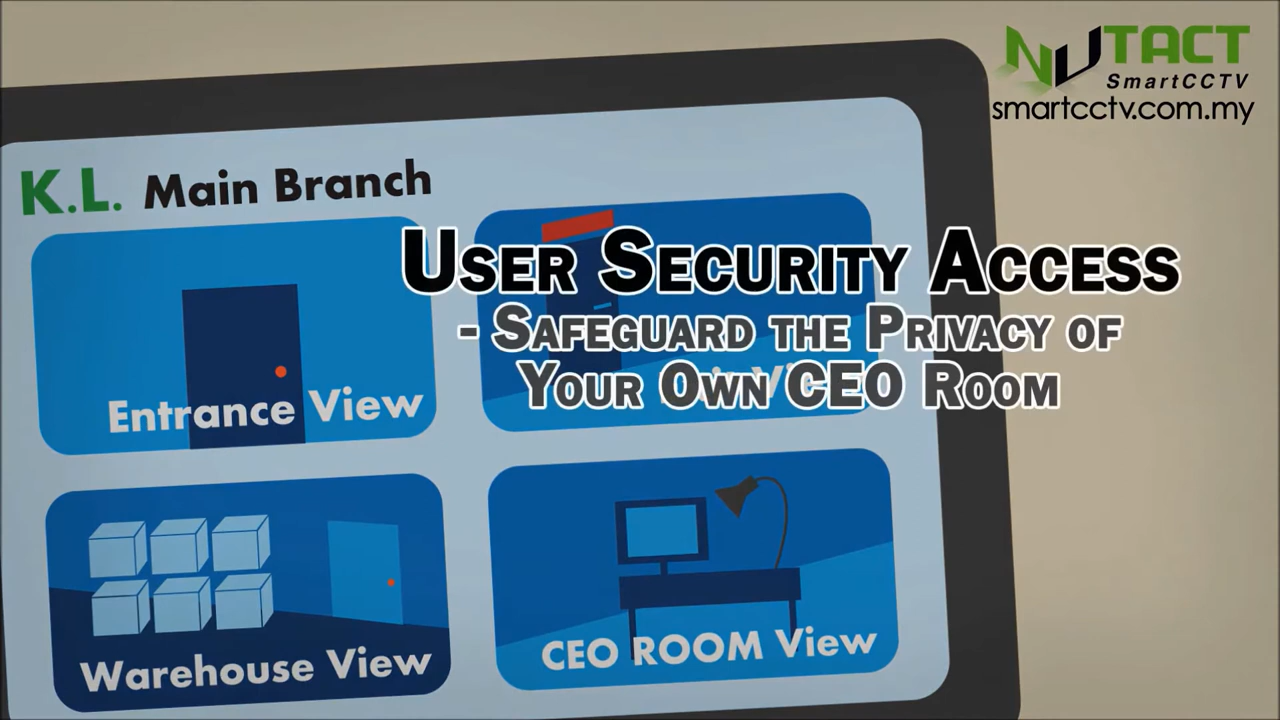 NUTACT
SmartCCTV
smartcctv.com.my
K.L. Main Branch
USER SECURITY ACCESS
- SAFEGUARD THE PRIVACY OF
YOUR OWN CEO ROOM
Entrance View
Warehouse View
CEO ROOM View